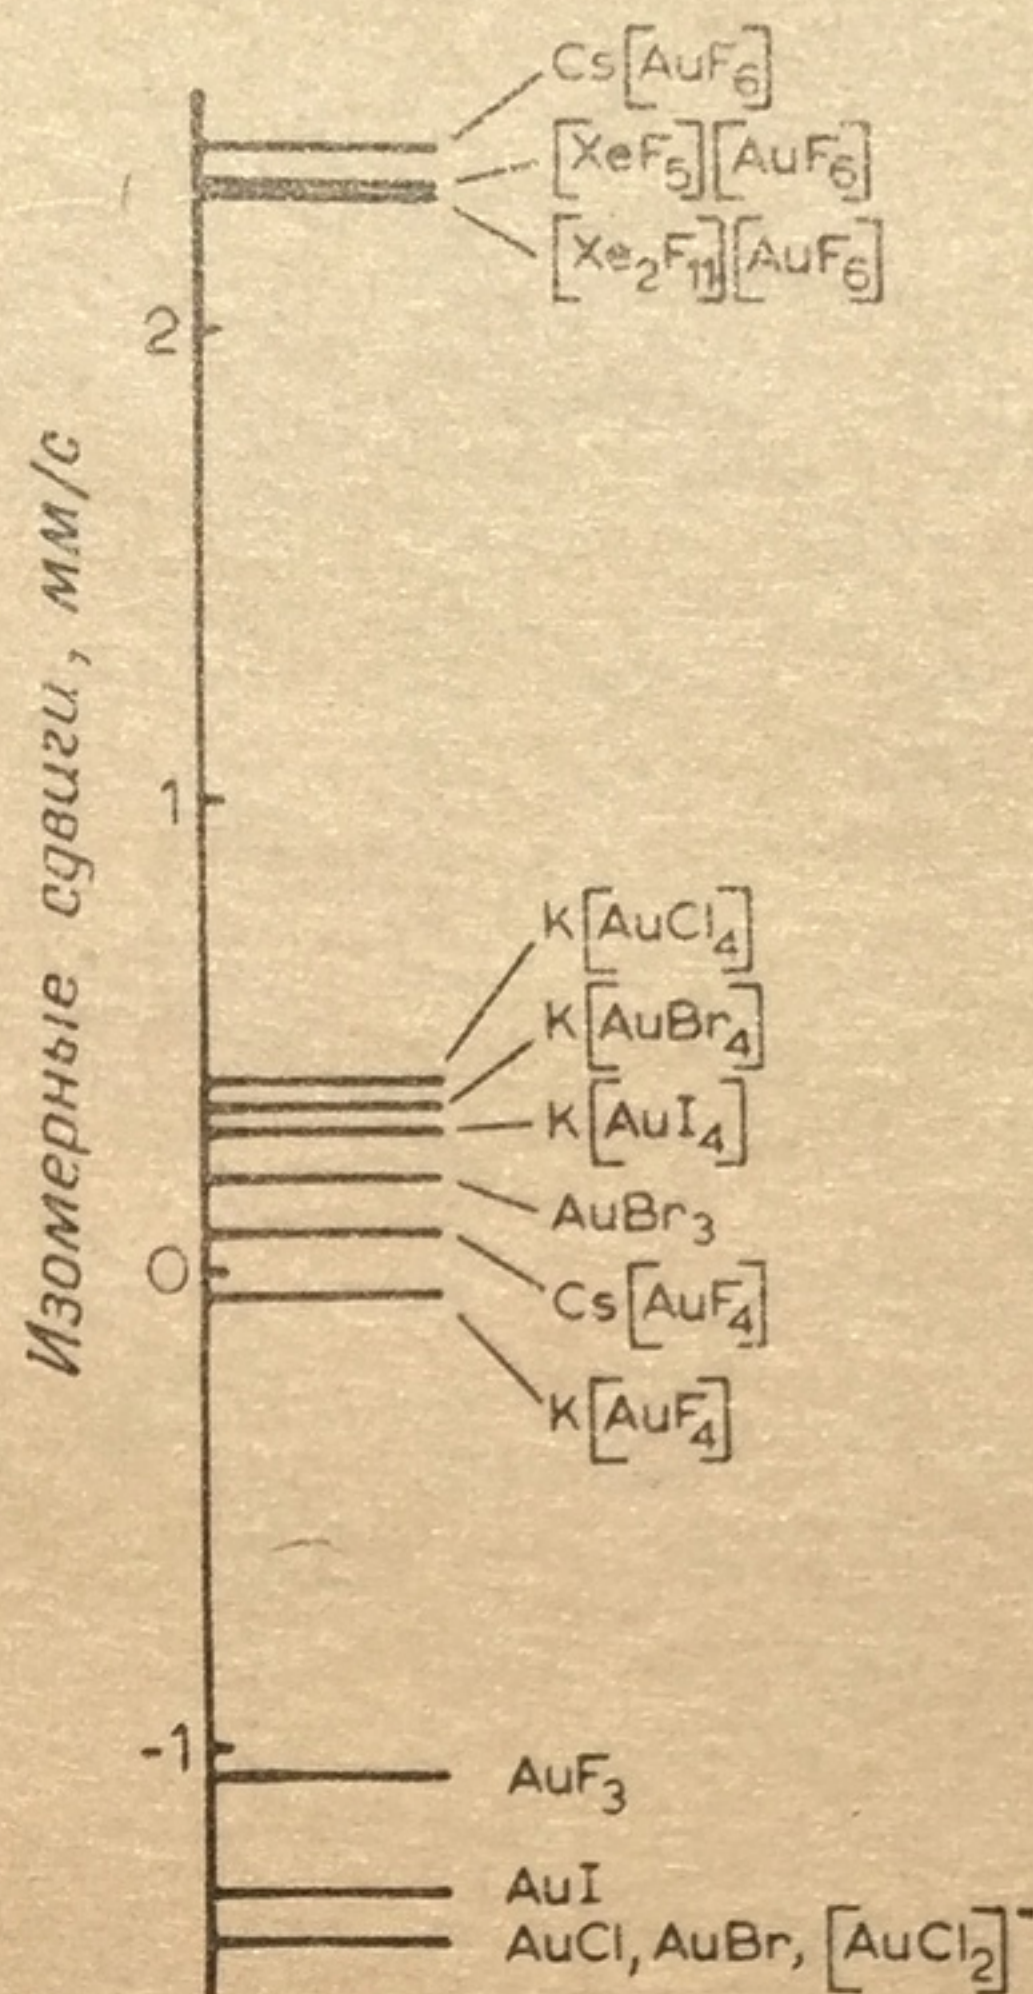 Cs[AuF₆]
[XeF₅][AuF₆]
[Xe₂F₁₁][AuF₆]
2
Изомерные сдвиги, мм/с
1
K[AuCl₄]
K[AuBr₄]
K[AuI₄]
AuBr₃
0
Cs[AuF₄]
K[AuF₄]
-1
AuF₃
AuI
AuCl, AuBr, [AuCl₂]⁻